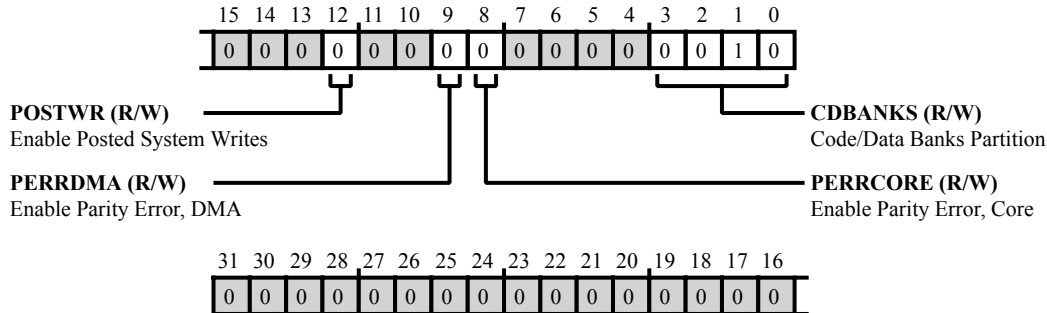 15 14 13 12 11 10 9 8 7 6 5 4 3 2 1 0
0 0 0 0 0 0 0 0 0 0 0 0 0 0 1 0
POSTWR (R/W)
Enable Posted System Writes
CDBANKS (R/W)
Code/Data Banks Partition
PERRDMA (R/W)
Enable Parity Error, DMA
PERRCORE (R/W)
Enable Parity Error, Core
31 30 29 28 27 26 25 24 23 22 21 20 19 18 17 16
0 0 0 0 0 0 0 0 0 0 0 0 0 0 0 0